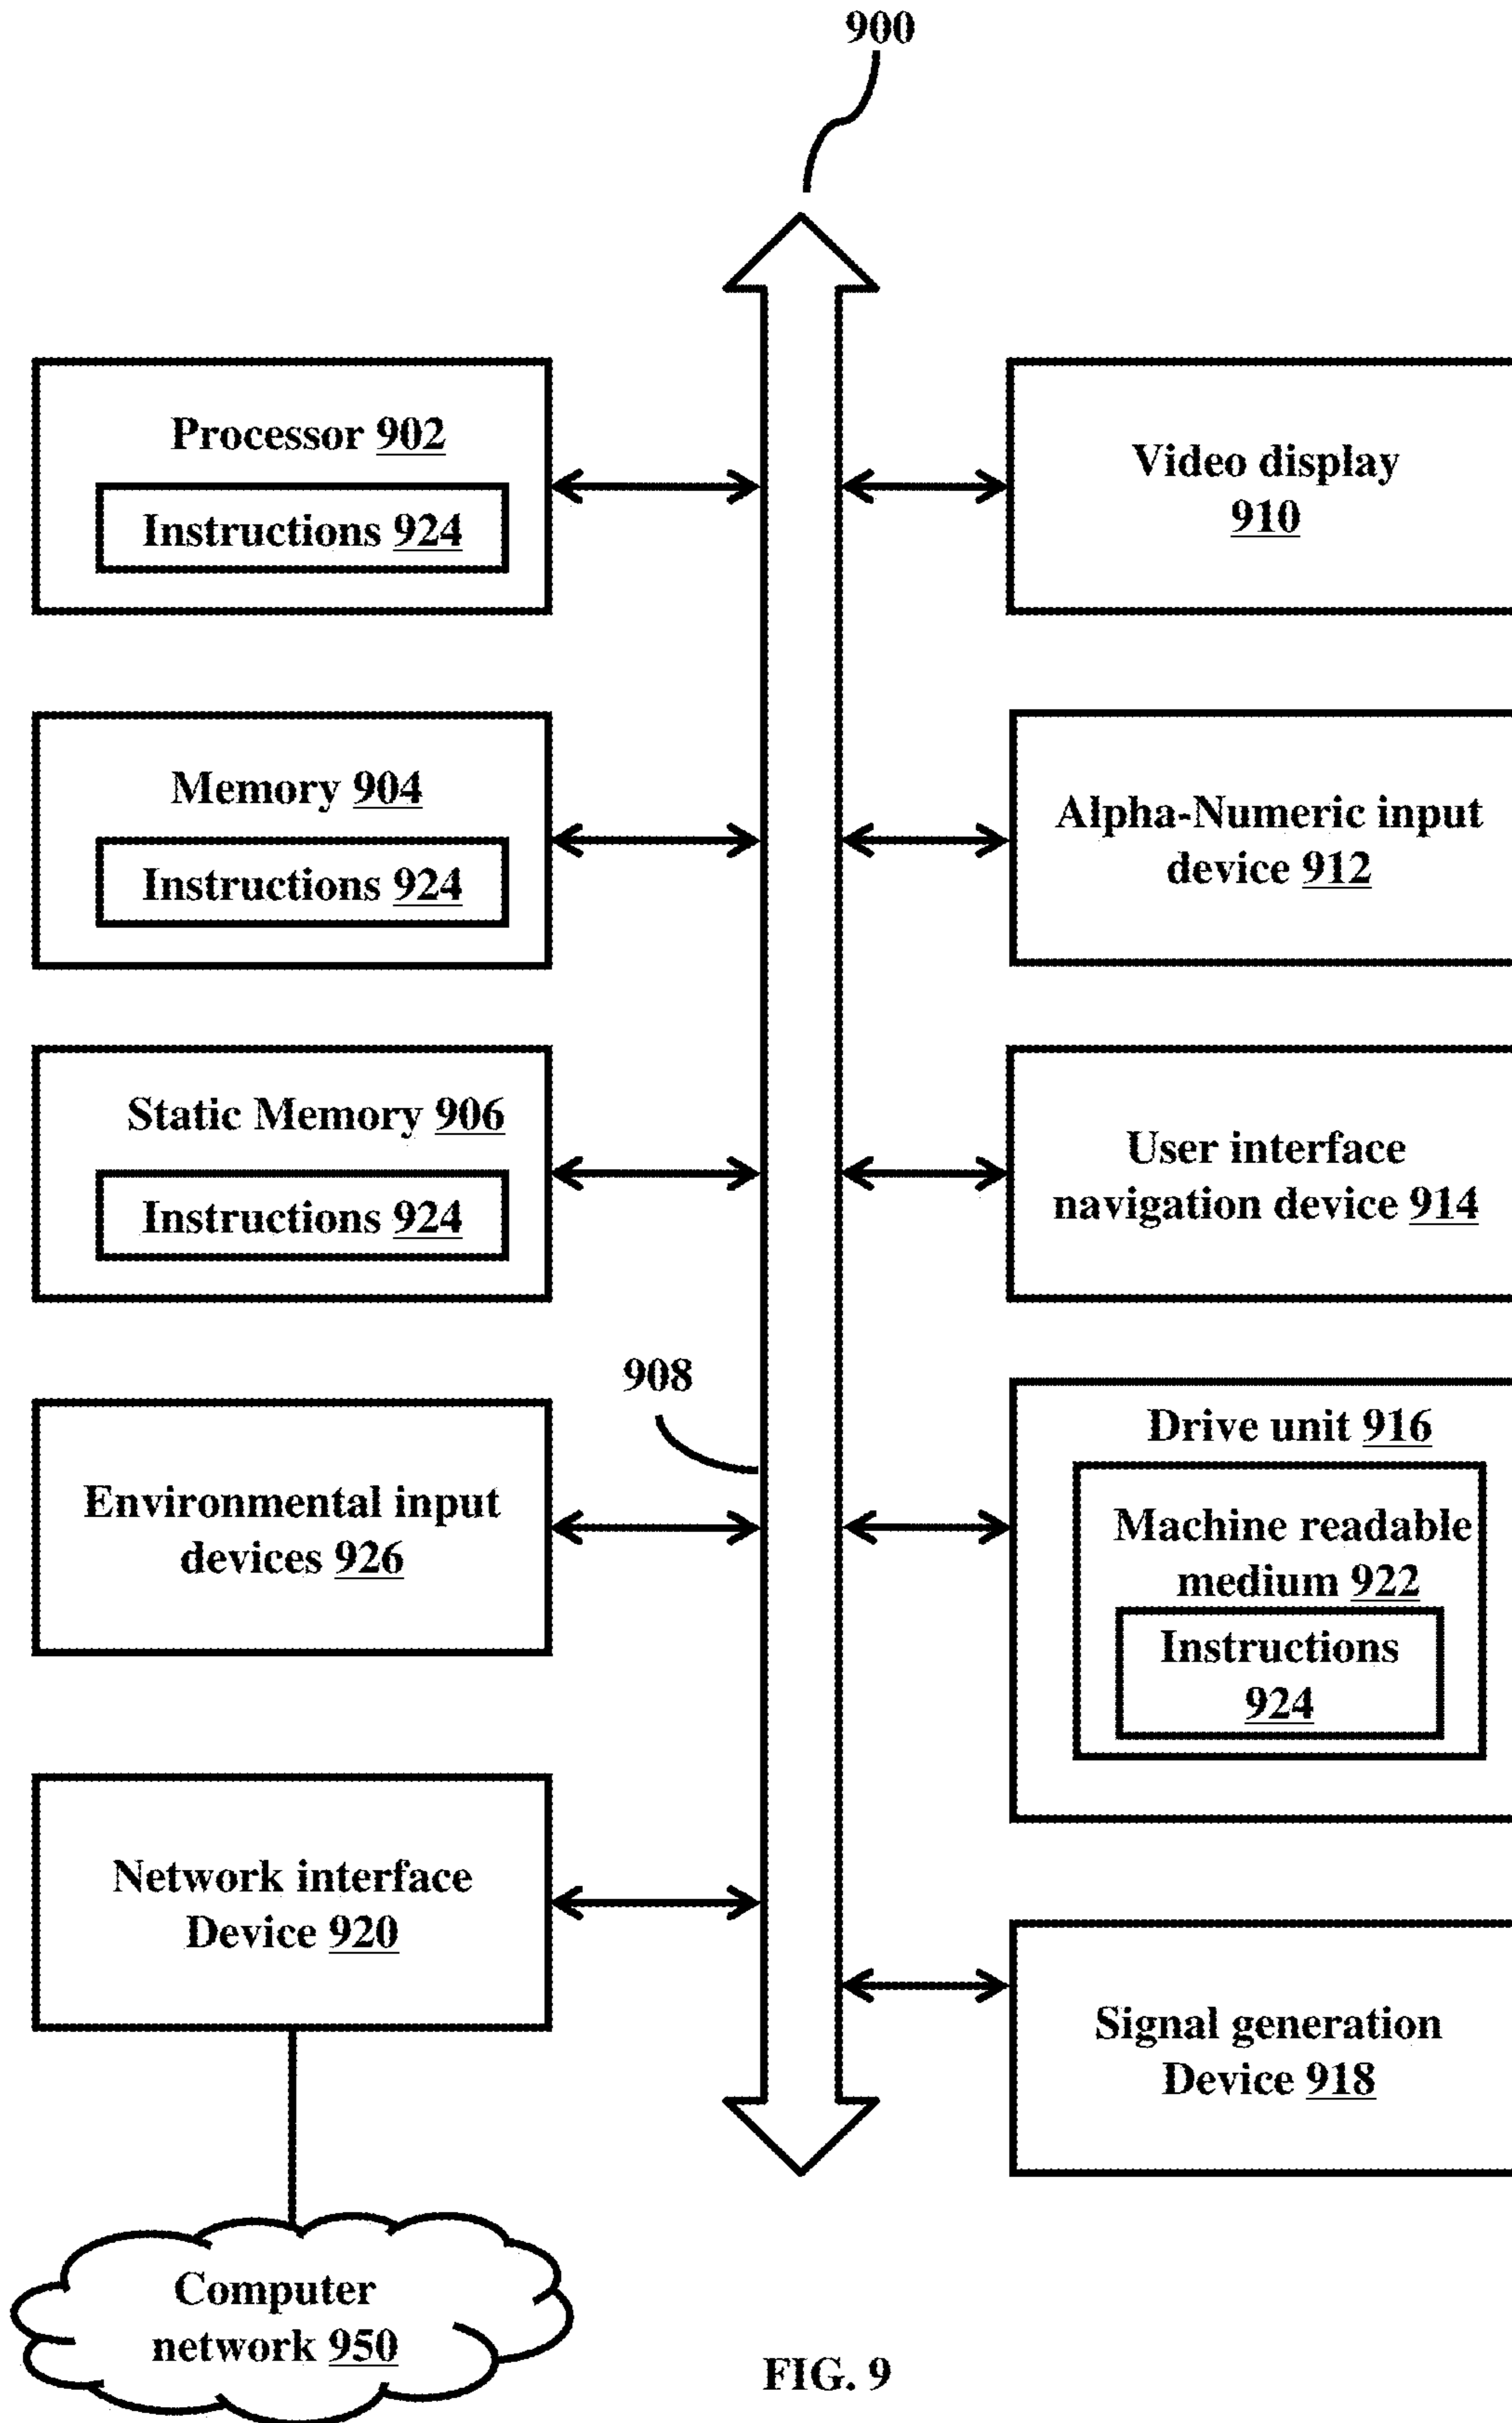 900
Processor 902
Instructions 924
Video display
910
Memory 904
Instructions 924
Alpha-Numeric input
device 912
Static Memory 906
Instructions 924
User interface
navigation device 914
908
Environmental input
devices 926
Drive unit 916
Machine readable
medium 922
Instructions
924
Network interface
Device 920
Signal generation
Device 918
Computer
network 950
FIG. 9